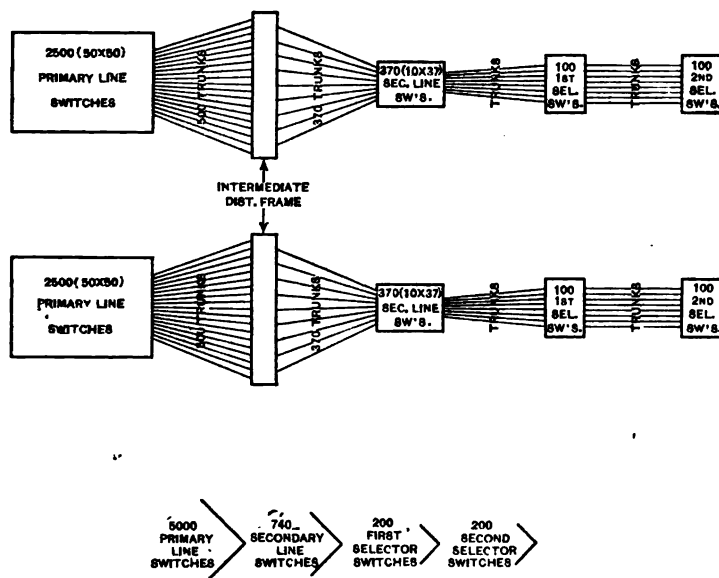 2500 (50X50)
PRIMARY LINE
SWITCHES
500 TRUNKS
370 TRUNKS
370(10X37)
SEC. LINE
SW'S.
TRUNKS
100
1ST
SEL.
SW'S.
TRUNKS
100
2ND
SEL.
SW'S.
INTERMEDIATE
DIST. FRAME
2500 (50X50)
PRIMARY LINE
SWITCHES
500 TRUNKS
370 TRUNKS
370(10X37)
SEC. LINE
SW'S.
TRUNKS
100
1ST
SEL.
SW'S.
TRUNKS
100
2ND
SEL.
SW'S.
5000
PRIMARY
LINE
SWITCHES
740
SECONDARY
LINE
SWITCHES
200
FIRST
SELECTOR
SWITCHES
200
SECOND
SELECTOR
SWITCHES